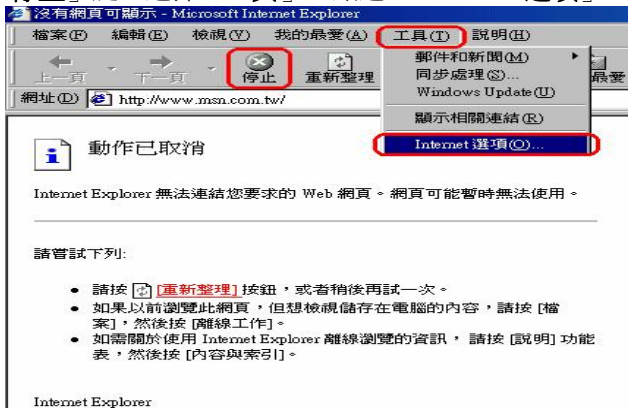 沒有網頁可顯示 - Microsoft Internet Explorer
檔案(F) 編輯(E) 檢視(V) 我的最愛(A) 工具(T) 說明(H)
上一頁 下一頁 停止 重新整理 最愛
郵件和新聞(M)
同步處理(S)...
Windows Update(U)
顯示相關連結(R)
Internet 選項(O)...
網址(D) http://www.msn.com.tw/
動作已取消
Internet Explorer 無法連結您要求的 Web 網頁。網頁可能暫時無法使用。
請嘗試下列:
請按 [重新整理] 按鈕,或者稍後再試一次。
如果以前瀏覽此網頁,但想檢視儲存在電腦的內容,請按 [檔
案],然後按 [離線工作]。
如需關於使用 Internet Explorer 離線瀏覽的資訊, 請按 [說明] 功能
表,然後按 [內容與索引]。
Internet Explorer